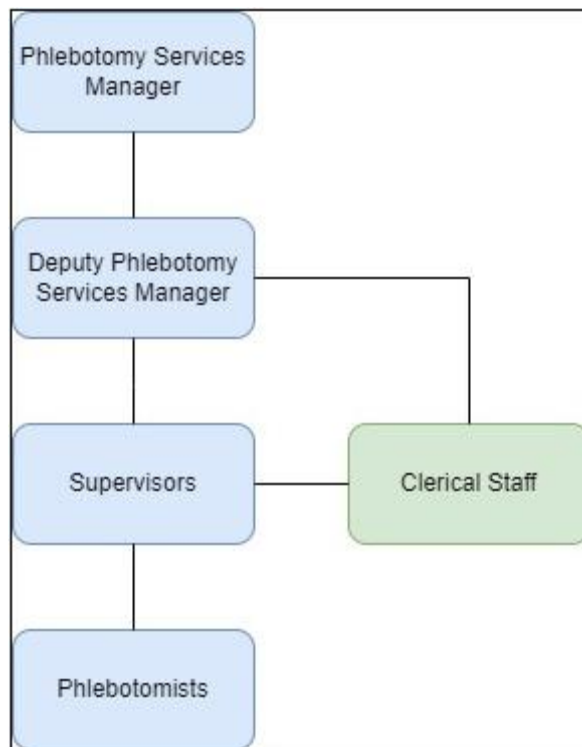 Phlebotomy Services
Manager
Deputy Phlebotomy
Services Manager
Supervisors
Clerical Staff
Phlebotomists